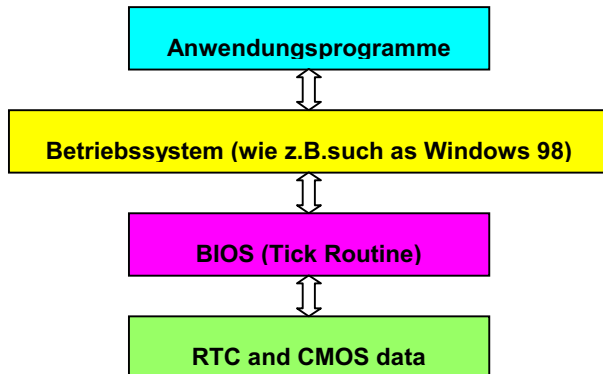 Anwendungsprogramme
Betriebssystem (wie z.B.such as Windows 98)
BIOS (Tick Routine)
RTC and CMOS data